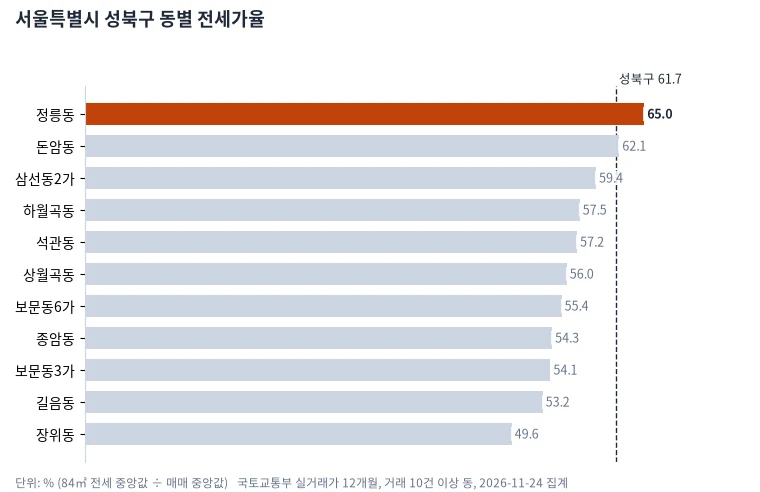 서울특별시 성북구 동별 전세가율
성북구 61.7
정릉동 65.0
돈암동 62.1
삼선동2가 59.4
하월곡동 57.5
석관동 57.2
상월곡동 56.0
보문동6가 55.4
종암동 54.3
보문동3가 54.1
길음동 53.2
장위동 49.6
단위: % (84㎡ 전세 중앙값 ÷ 매매 중앙값) 국토교통부 실거래가 12개월, 거래 10건 이상 동, 2026-11-24 집계